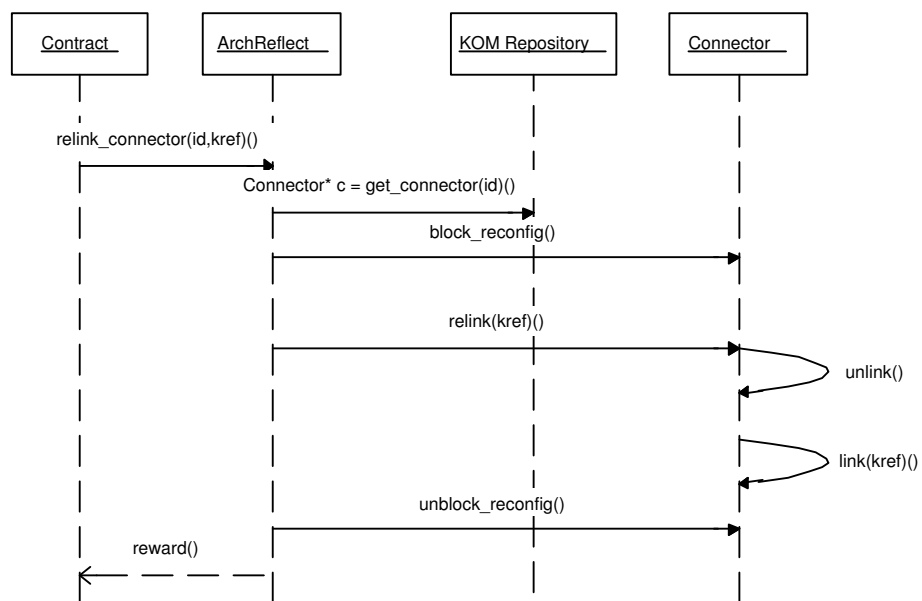 Contract
ArchReflect
KOM Repository
Connector
relink_connector(id,kref)()
Connector* c = get_connector(id)()
block_reconfig()
relink(kref)()
unlink()
link(kref)()
unblock_reconfig()
reward()